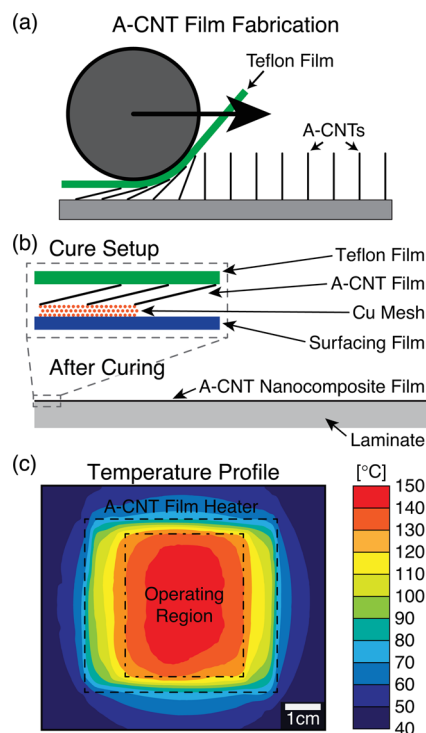 (a)
A-CNT Film Fabrication
Teflon Film
A-CNTs
(b)
Cure Setup
Teflon Film
A-CNT Film
Cu Mesh
Surfacing Film
After Curing
A-CNT Nanocomposite Film
Laminate
(c)
Temperature Profile
[°C]
A-CNT Film Heater
Operating
Region
1cm
150
140
130
120
110
100
90
80
70
60
50
40